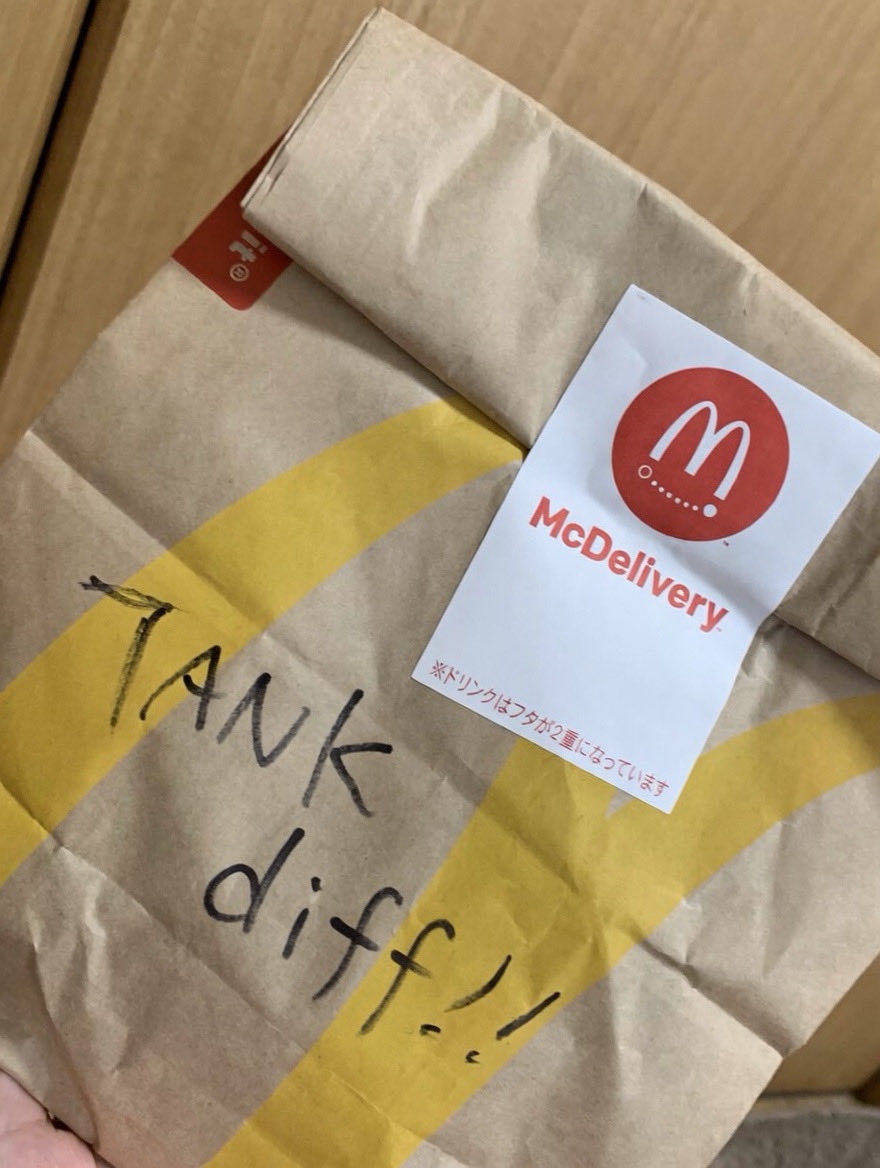 it®
McDelivery
※ドリンクはフタが2重になっています
TANK
diff!!